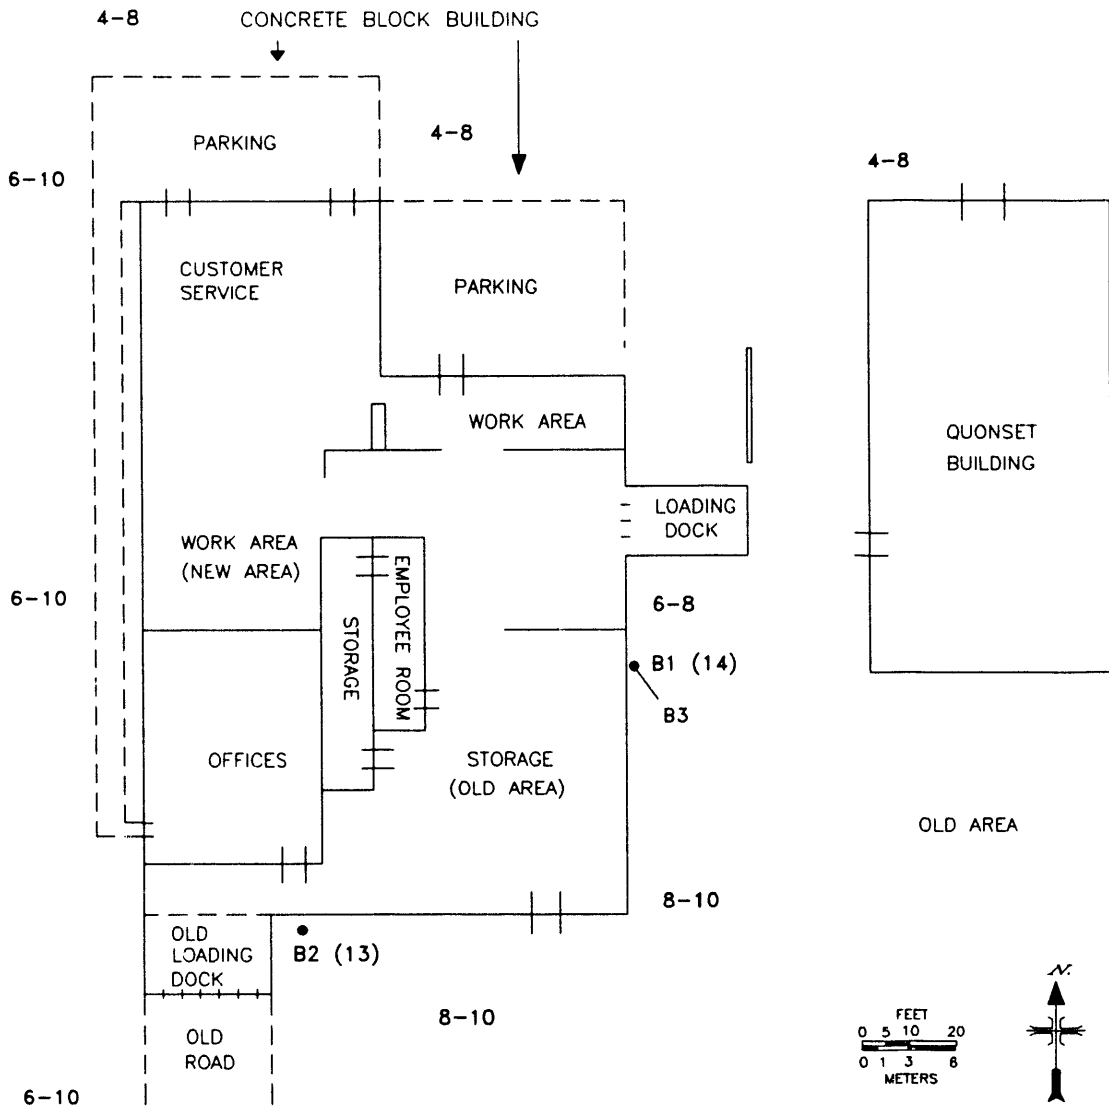 4-8
CONCRETE BLOCK BUILDING
PARKING
4-8
4-8
6-10
CUSTOMER
SERVICE
PARKING
WORK AREA
QUONSET
BUILDING
LOADING
DOCK
WORK AREA
(NEW AREA)
EMPLOYEE ROOM
STORAGE
6-10
6-8
B1 (14)
B3
OFFICES
STORAGE
(OLD AREA)
OLD AREA
8-10
OLD
LOADING
DOCK
B2 (13)
8-10
OLD
ROAD
6-10
N.
FEET
0 5 10 20
0 1 3 6
METERS